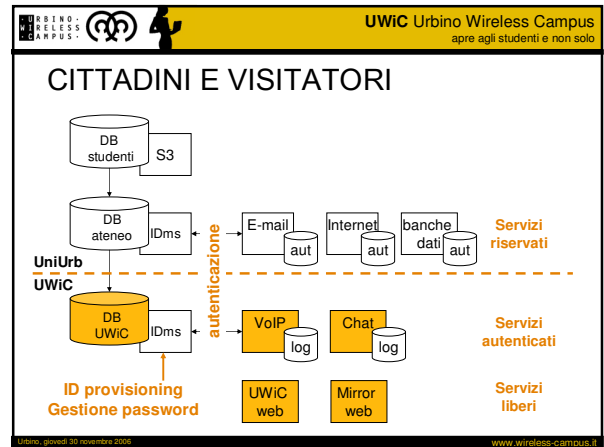 ·URBINO·
WIRELESS
·CAMPUS·
UWiC Urbino Wireless Campus
apre agli studenti e non solo
CITTADINI E VISITATORI
DB
studenti
S3
DB
ateneo
IDms
autenticazione
E-mail
aut
Internet
aut
banche
dati
aut
Servizi
riservati
UniUrb
UWiC
DB
UWiC
IDms
VoIP
log
Chat
log
Servizi
autenticati
ID provisioning
Gestione password
UWiC
web
Mirror
web
Servizi
liberi
Urbino, giovedì 30 novembre 2006
www.wireless-campus.it